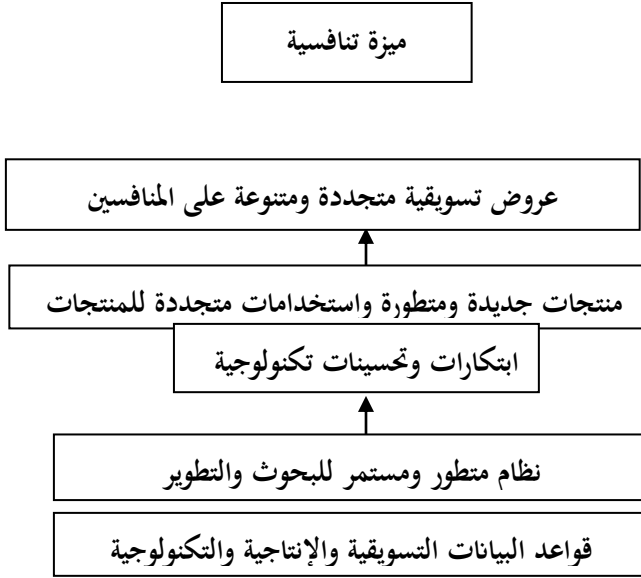 ميزة تنافسية
عروض تسويقية متجددة ومتنوعة على المنافسين
منتجات جديدة ومتطورة واستخدامات متجددة للمنتجات
ابتكارات وتحسينات تكنولوجية
نظام متطور ومستمر للبحوث والتطوير
قواعد البيانات التسويقية والإنتاجية والتكنولوجية